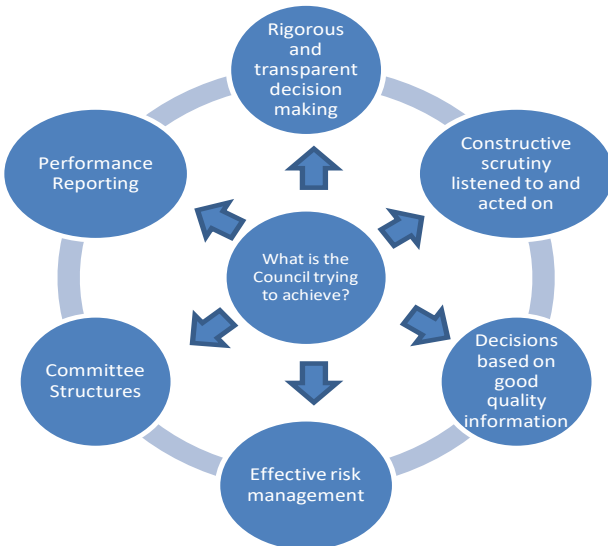 Rigorous
and
transparent
decision
making
Constructive
scrutiny
listened to and
acted on
Decisions
based on
good
quality
information
Effective risk
management
Committee
Structures
Performance
Reporting
What is the
Council trying
to achieve?